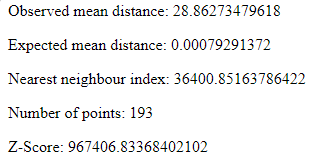 Observed mean distance: 28.86273479618
Expected mean distance: 0.00079291372
Nearest neighbour index: 36400.85163786422
Number of points: 193
Z-Score: 967406.83368402102